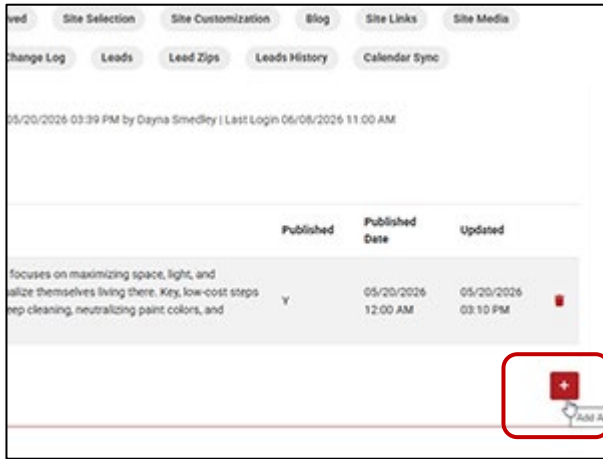 ved Site Selection Site Customization Blog Site Links Site Media
Change Log Leads Lead Zips Leads History Calendar Sync
05/20/2026 03:39 PM by Dayna Smedley | Last Login 06/08/2026 11:00 AM
Published Published Date Updated
focuses on maximizing space, light, and
alize themselves living there. Key, low-cost steps
eep cleaning, neutralizing paint colors, and
Y
05/20/2026
12:00 AM
05/20/2026
03:10 PM
+
Add A